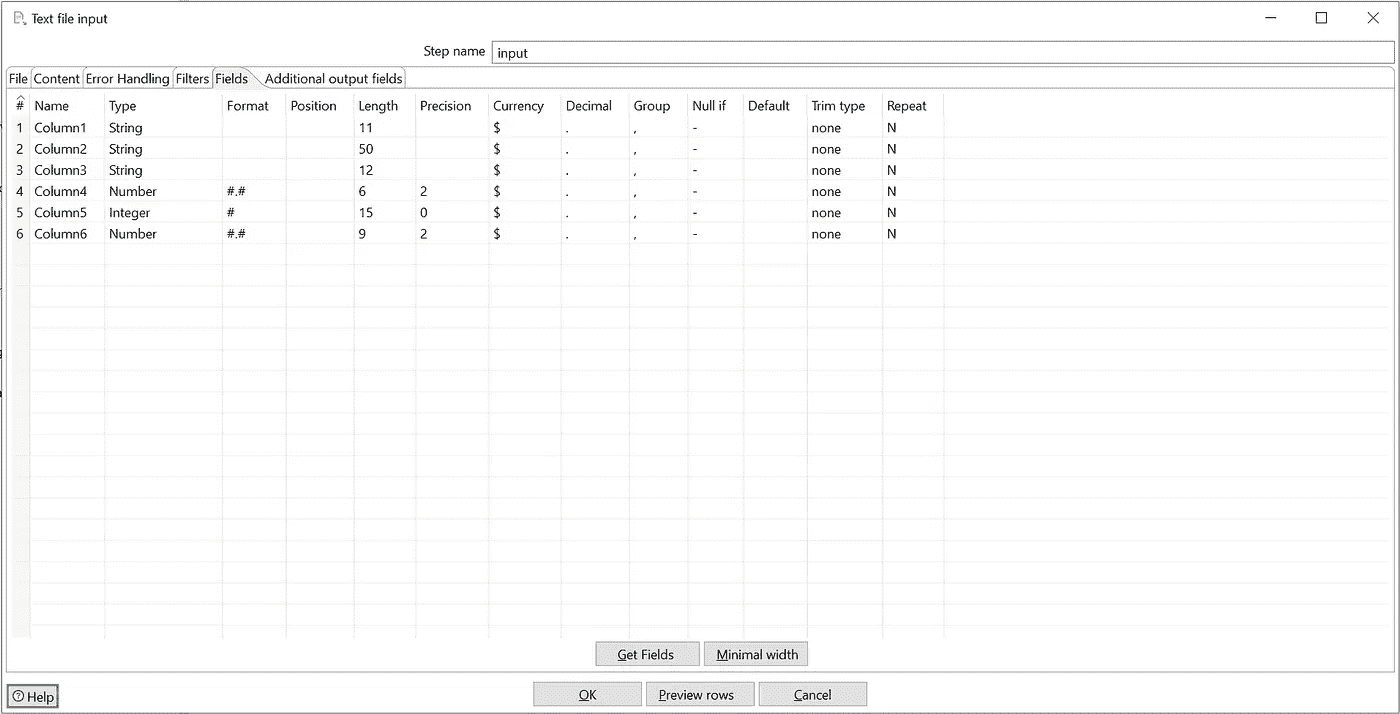 Text file input
Step name input
File Content Error Handling Filters Fields Additional output fields
# Name Type Format Position Length Precision Currency Decimal Group Null if Default Trim type Repeat
1 Column1 String 11 $ . , - none N
2 Column2 String 50 $ . , - none N
3 Column3 String 12 $ . , - none N
4 Column4 Number #.# 6 2 $ . , - none N
5 Column5 Integer # 15 0 $ . , - none N
6 Column6 Number #.# 9 2 $ . , - none N
Get Fields Minimal width
Help OK Preview rows Cancel